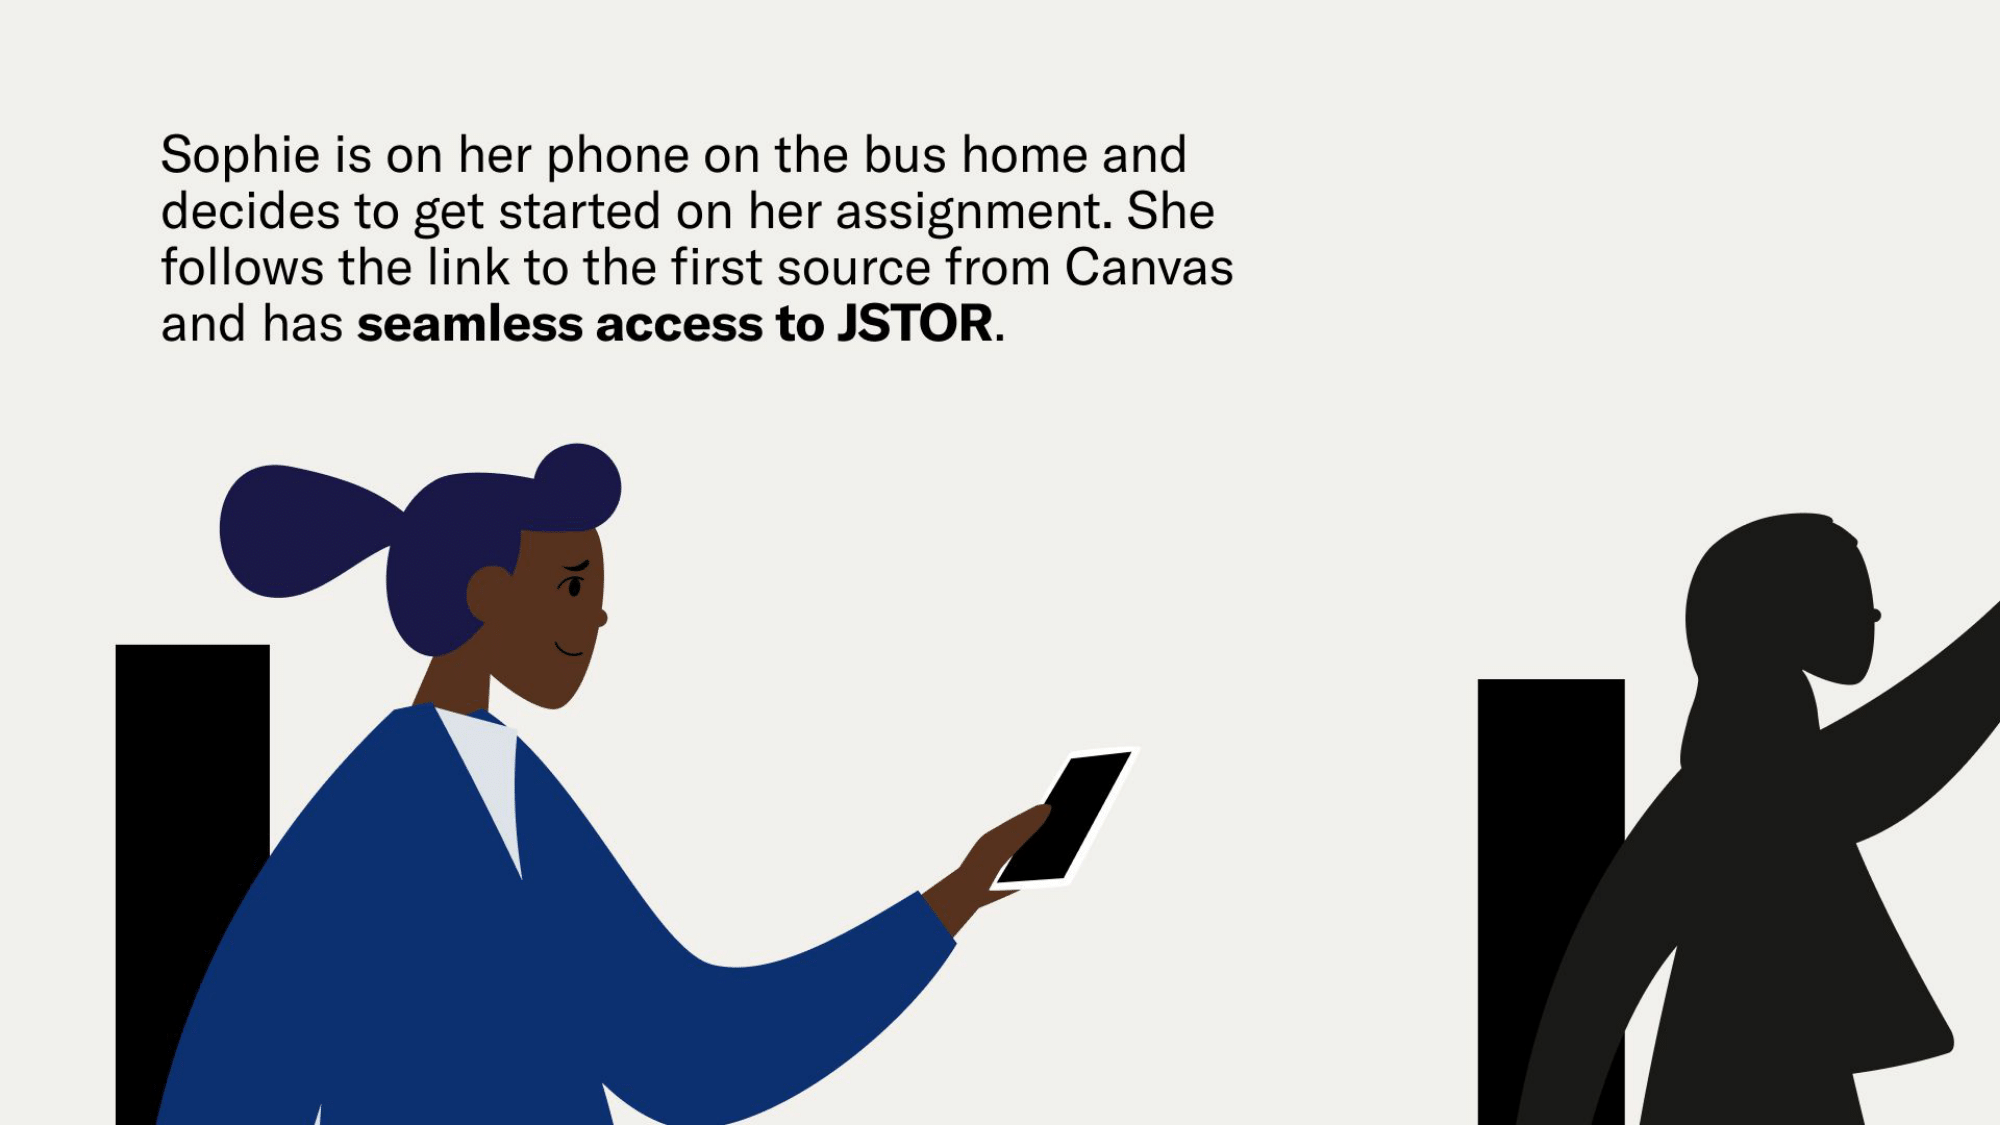 Sophie is on her phone on the bus home and
decides to get started on her assignment. She
follows the link to the first source from Canvas
and has seamless access to JSTOR.